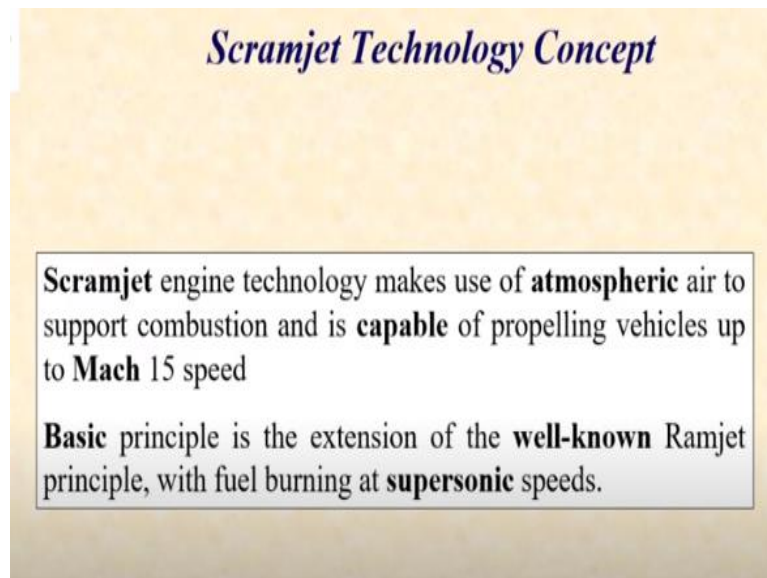 Scramjet Technology Concept
Scramjet engine technology makes use of atmospheric air to
support combustion and is capable of propelling vehicles up
to Mach 15 speed
Basic principle is the extension of the well-known Ramjet
principle, with fuel burning at supersonic speeds.